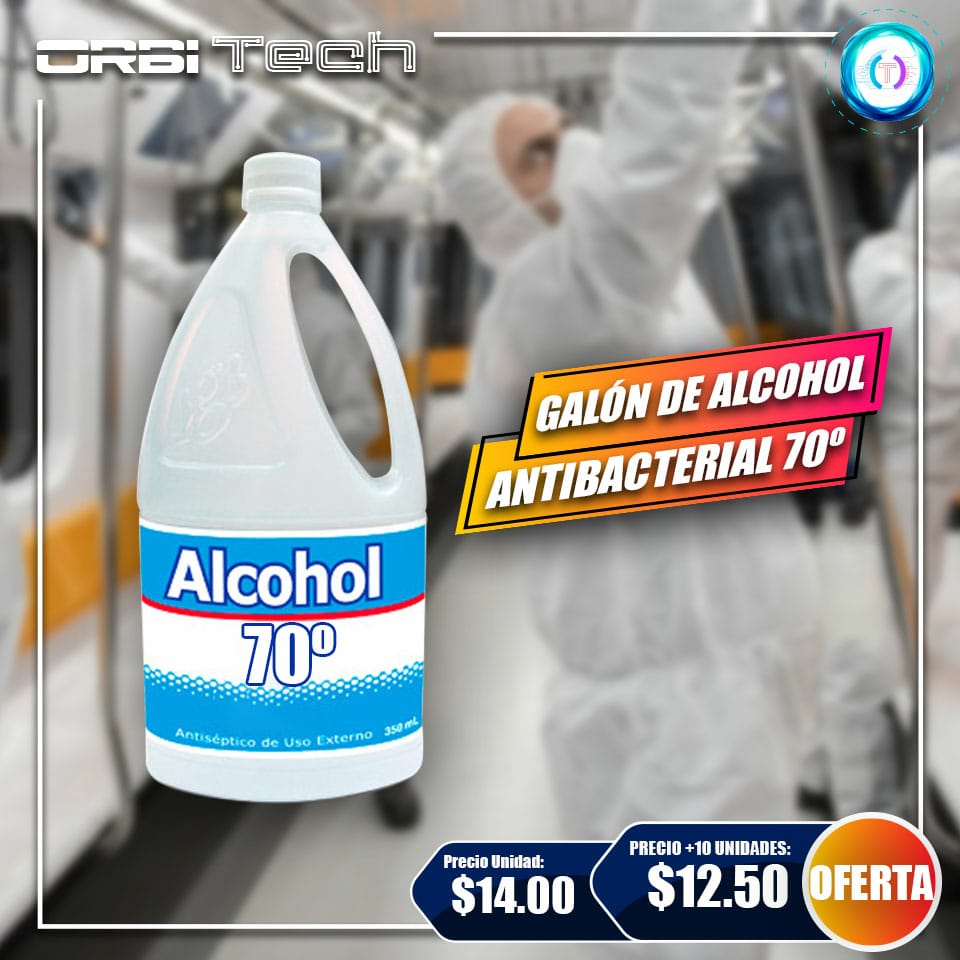 ORBI Tech
T
GALÓN DE ALCOHOL
ANTIBACTERIAL 70º
Alcohol
70º
Antiséptico de Uso Externo 350 mL
Precio Unidad:
$14.00
PRECIO +10 UNIDADES:
$12.50
OFERTA